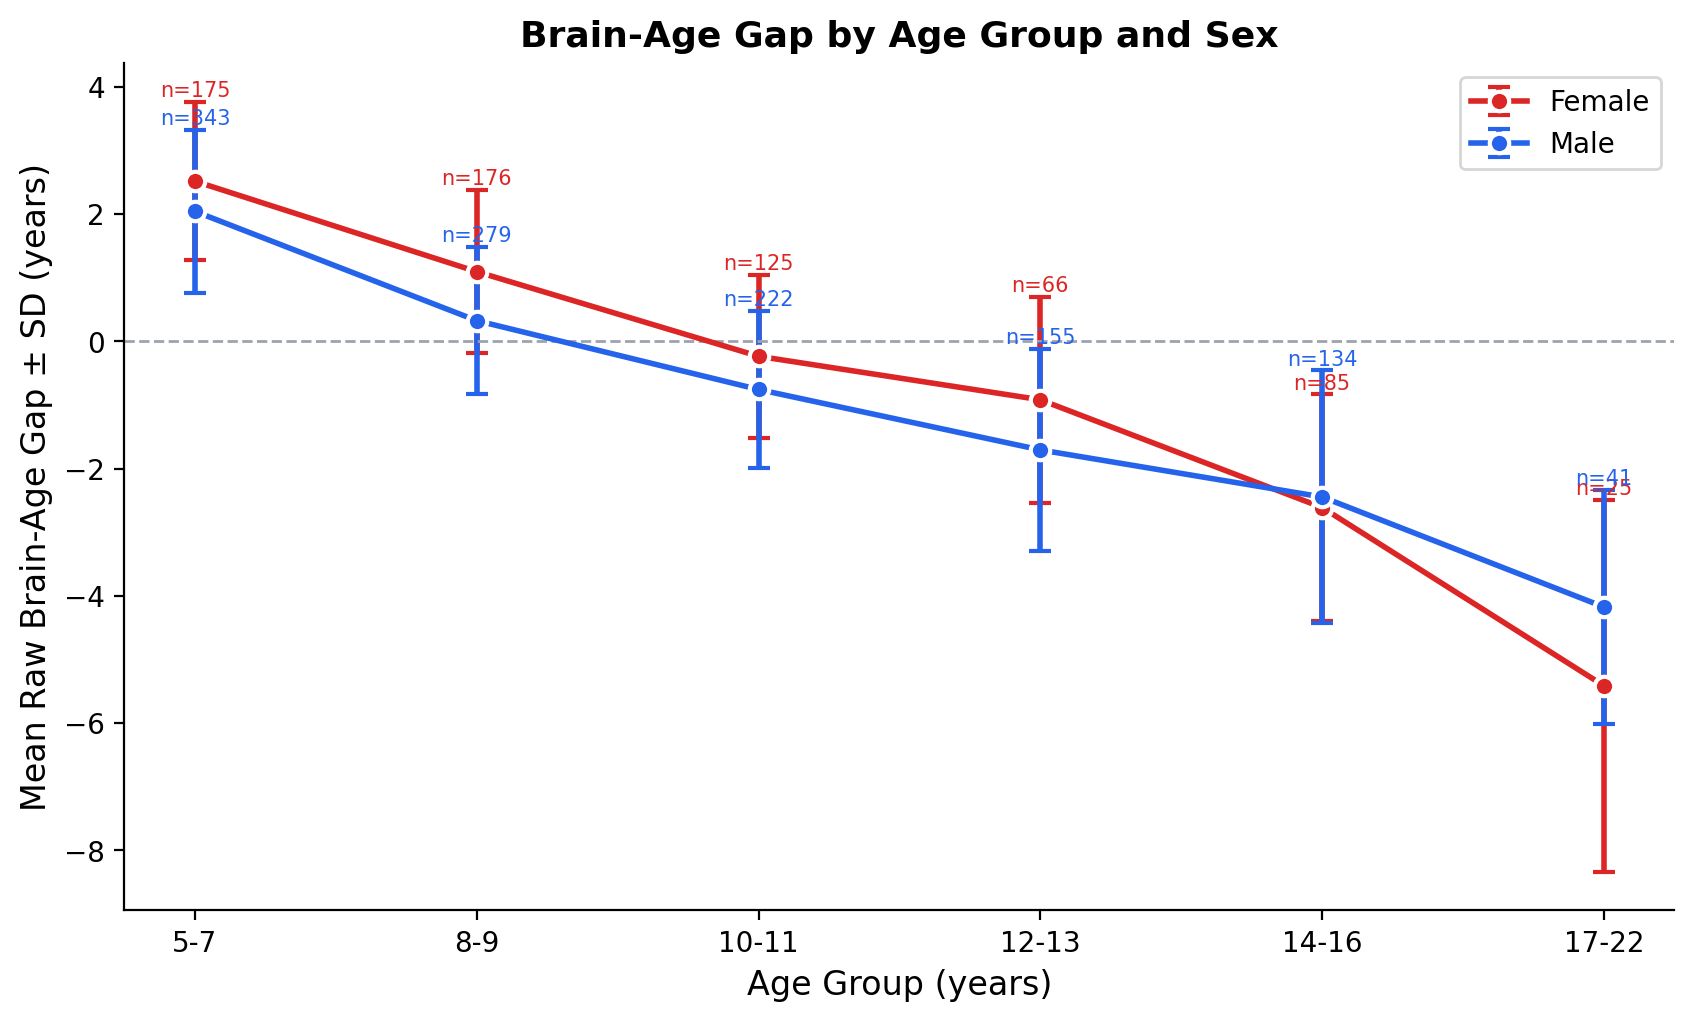 Brain-Age Gap by Age Group and Sex
Mean Raw Brain-Age Gap ± SD (years)
4
2
0
−2
−4
−6
−8
n=175
n=343
n=176
n=279
n=125
n=222
n=66
n=155
n=134
n=85
n=41
n=25
Female
Male
5-7
8-9
10-11
12-13
14-16
17-22
Age Group (years)